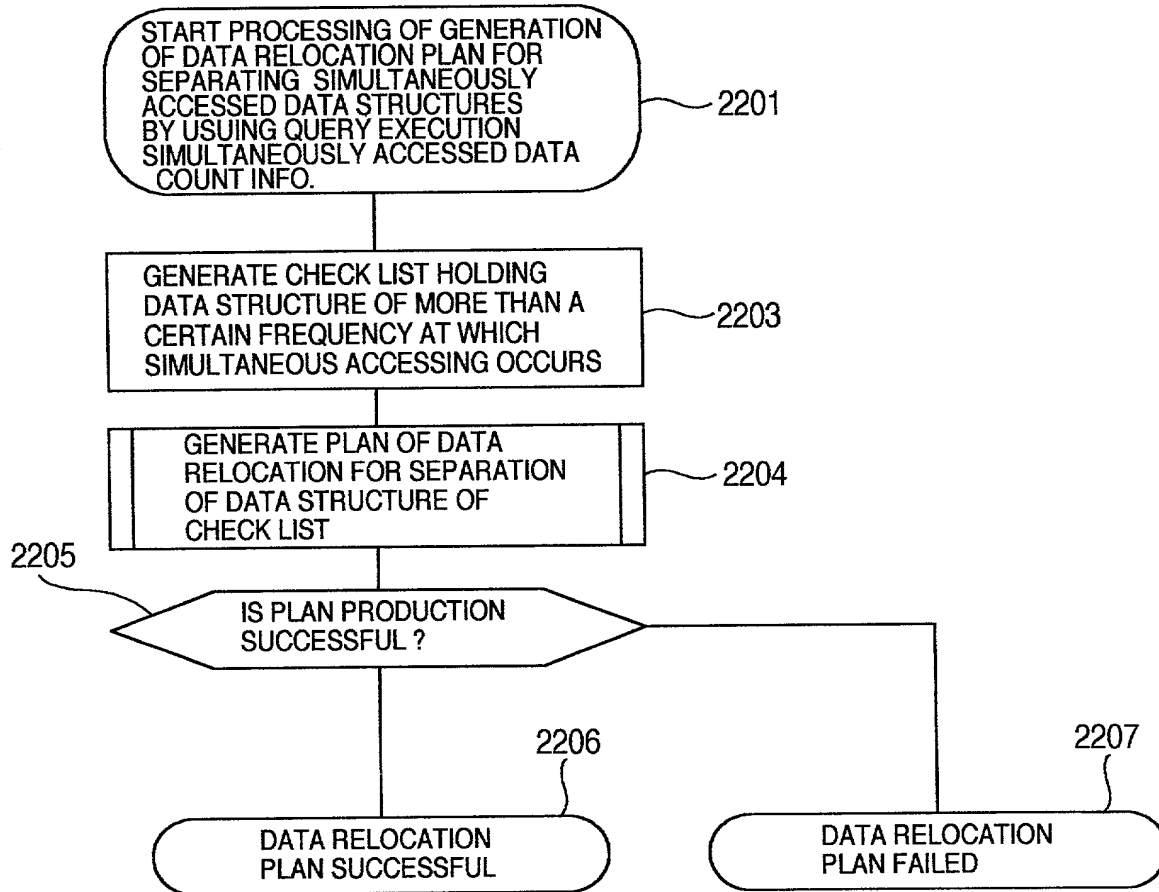 START PROCESSING OF GENERATION
OF DATA RELOCATION PLAN FOR
SEPARATING SIMULTANEOUSLY
ACCESSED DATA STRUCTURES
BY USUING QUERY EXECUTION
SIMULTANEOUSLY ACCESSED DATA
COUNT INFO.
2201
GENERATE CHECK LIST HOLDING
DATA STRUCTURE OF MORE THAN A
CERTAIN FREQUENCY AT WHICH
SIMULTANEOUS ACCESSING OCCURS
2203
GENERATE PLAN OF DATA
RELOCATION FOR SEPARATION
OF DATA STRUCTURE OF
CHECK LIST
2204
2205
IS PLAN PRODUCTION
SUCCESSFUL ?
2206
DATA RELOCATION
PLAN SUCCESSFUL
2207
DATA RELOCATION
PLAN FAILED